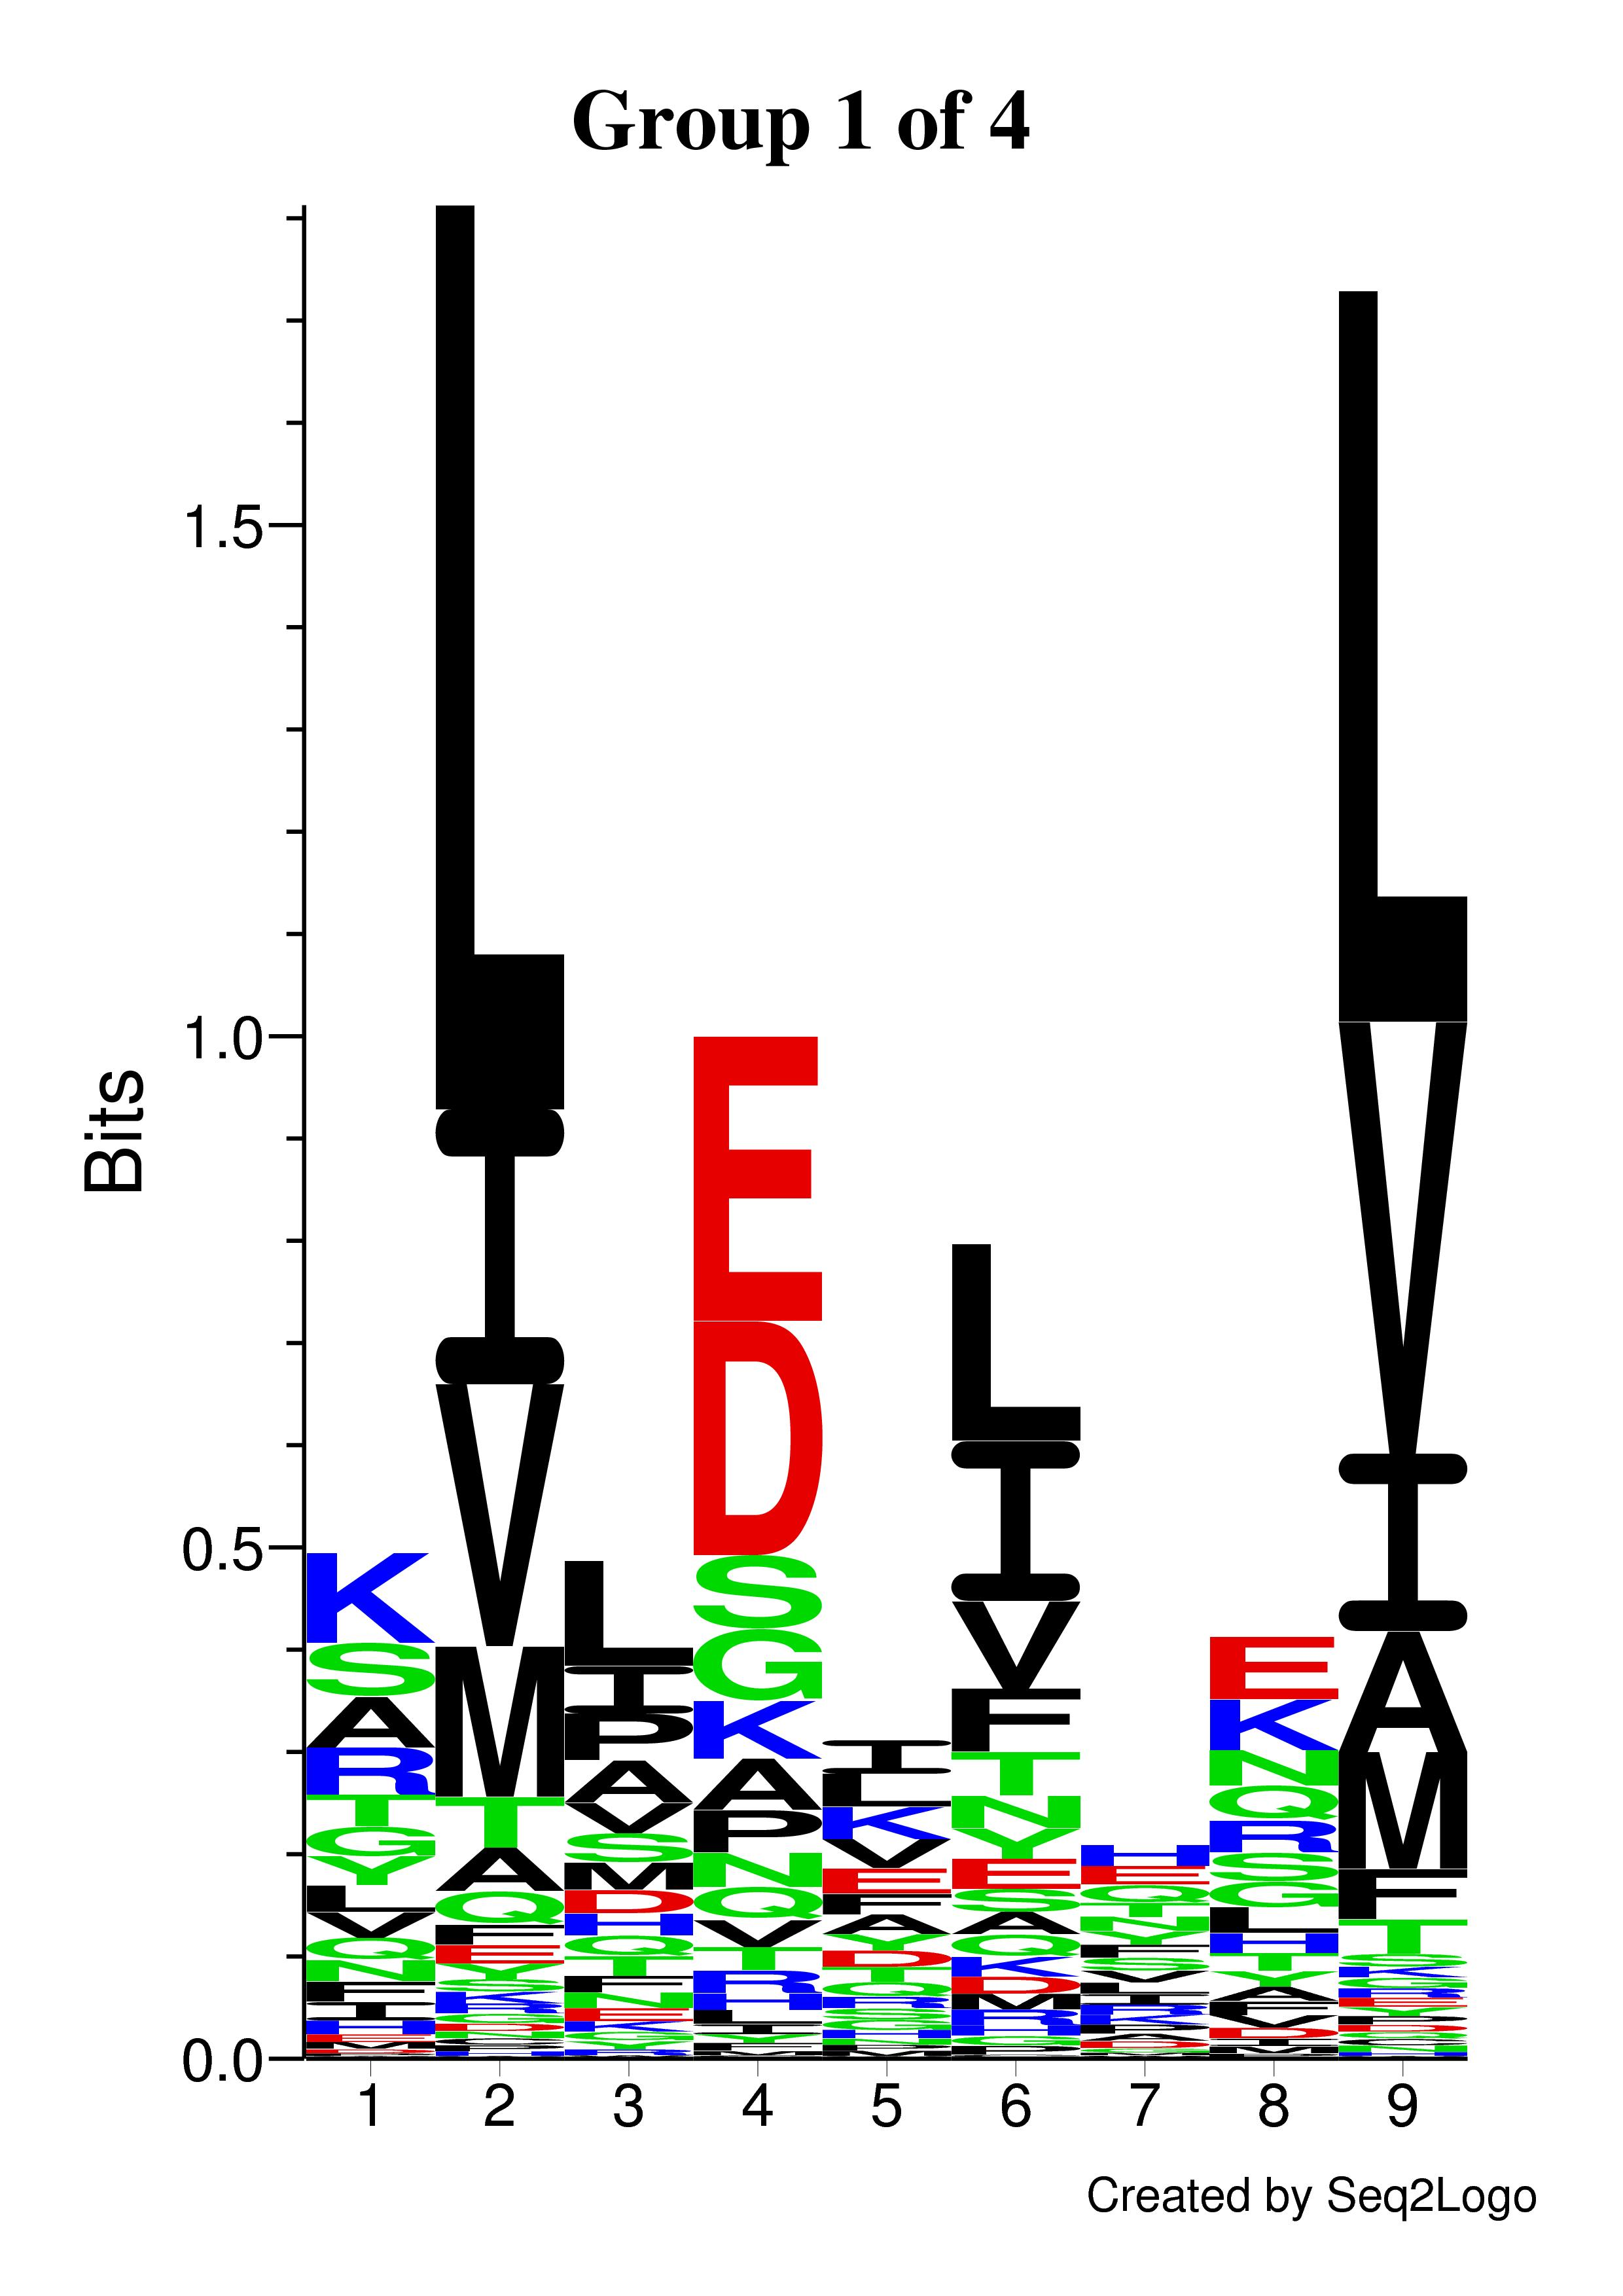 Group 1 of 4
Bits
1.5
1.0
0.5
0.0
K S A R T G Y L V Q N F I H
L I V M T A Q F E Y S K
L I P A V S M D H Q T F N E K
E D S G K A P N Q V T R H L I Y
I L K V E F A Y D T Q R S G H N
L I V F T N Y E S A Q K D M R H G P
H E Q T N Y F S V L I R K A P D
E K N Q R S G L H T Y A F V D I M
L V I A M F T S K R E Y P
1 2 3 4 5 6 7 8 9
Created by Seq2Logo